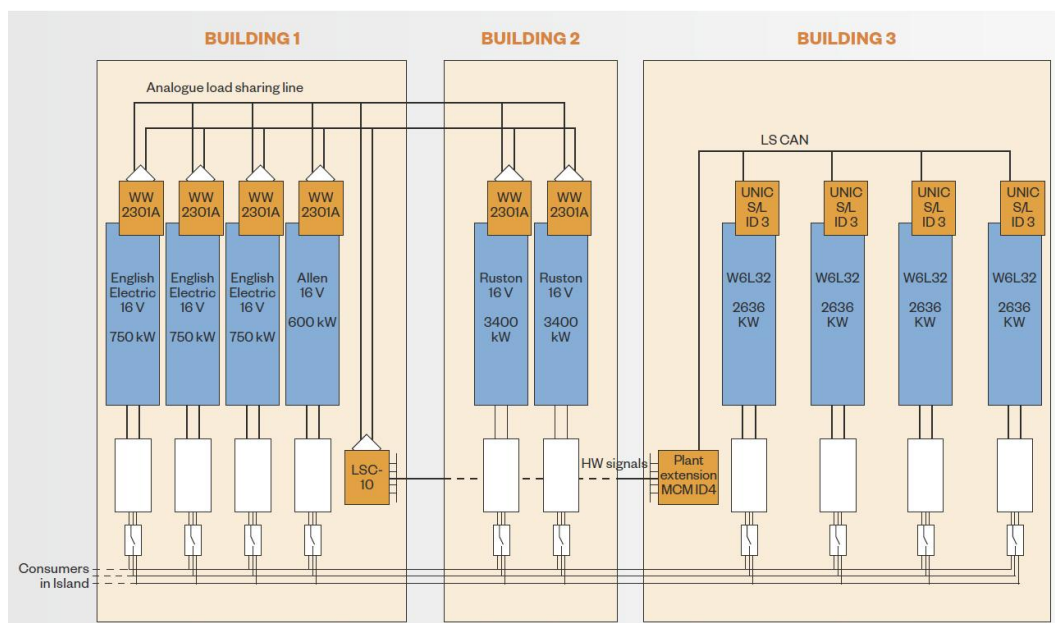 BUILDING 1
BUILDING 2
BUILDING 3
Analogue load sharing line
LS CAN
WW
2301A
WW
2301A
WW
2301A
WW
2301A
WW
2301A
WW
2301A
UNIC
S/L
ID 3
UNIC
S/L
ID 3
UNIC
S/L
ID 3
UNIC
S/L
ID 3
English
Electric
16 V
750 kW
English
Electric
16 V
750 kW
English
Electric
16 V
750 kW
Allen
16 V
600 kW
Ruston
16 V
3400
kW
Ruston
16 V
3400
kW
W6L32
2636
KW
W6L32
2636
KW
W6L32
2636
KW
W6L32
2636
KW
LSC-
10
HW signals
Plant
extension
MCM ID4
Consumers
in Island